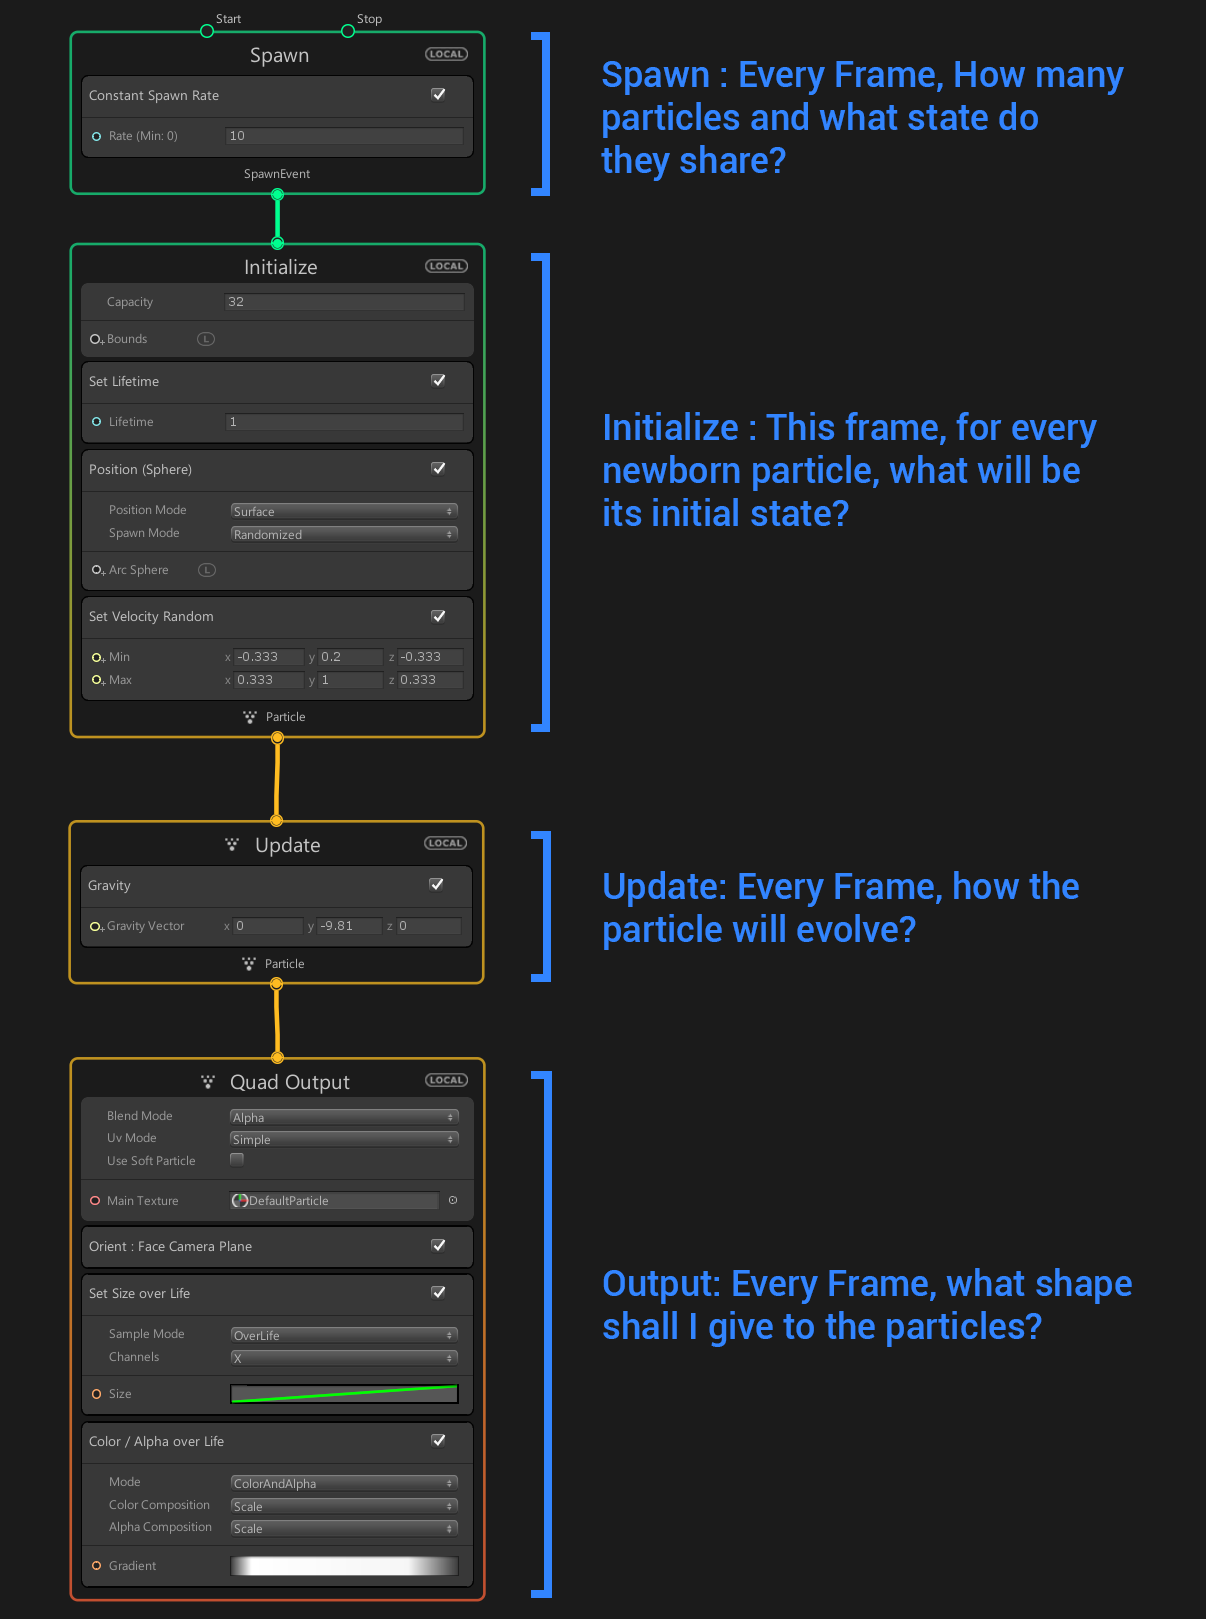 Start Stop
Spawn LOCAL
Constant Spawn Rate
Rate (Min: 0) 10
SpawnEvent
Spawn : Every Frame, How many
particles and what state do
they share?
Initialize LOCAL
Capacity 32
Bounds L
Set Lifetime
Lifetime 1
Position (Sphere)
Position Mode Surface
Spawn Mode Randomized
Arc Sphere L
Set Velocity Random
Min x -0.333 y 0.2 z -0.333
Max x 0.333 y 1 z 0.333
Particle
Initialize : This frame, for every
newborn particle, what will be
its initial state?
Update LOCAL
Gravity
Gravity Vector x 0 y -9.81 z 0
Particle
Update: Every Frame, how the
particle will evolve?
Quad Output LOCAL
Blend Mode Alpha
Uv Mode Simple
Use Soft Particle
Main Texture DefaultParticle
Orient : Face Camera Plane
Set Size over Life
Sample Mode OverLife
Channels X
Size
Color / Alpha over Life
Mode ColorAndAlpha
Color Composition Scale
Alpha Composition Scale
Gradient
Output: Every Frame, what shape
shall I give to the particles?